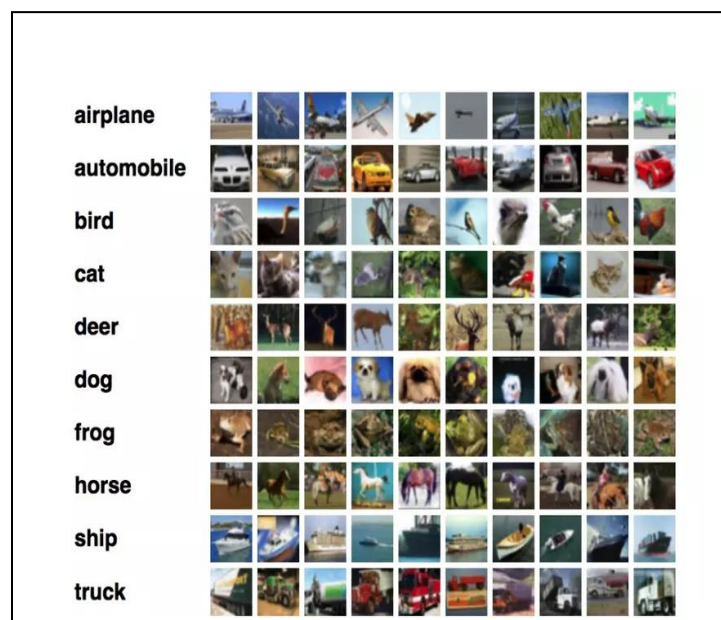 airplane
automobile
bird
cat
deer
dog
frog
horse
ship
truck